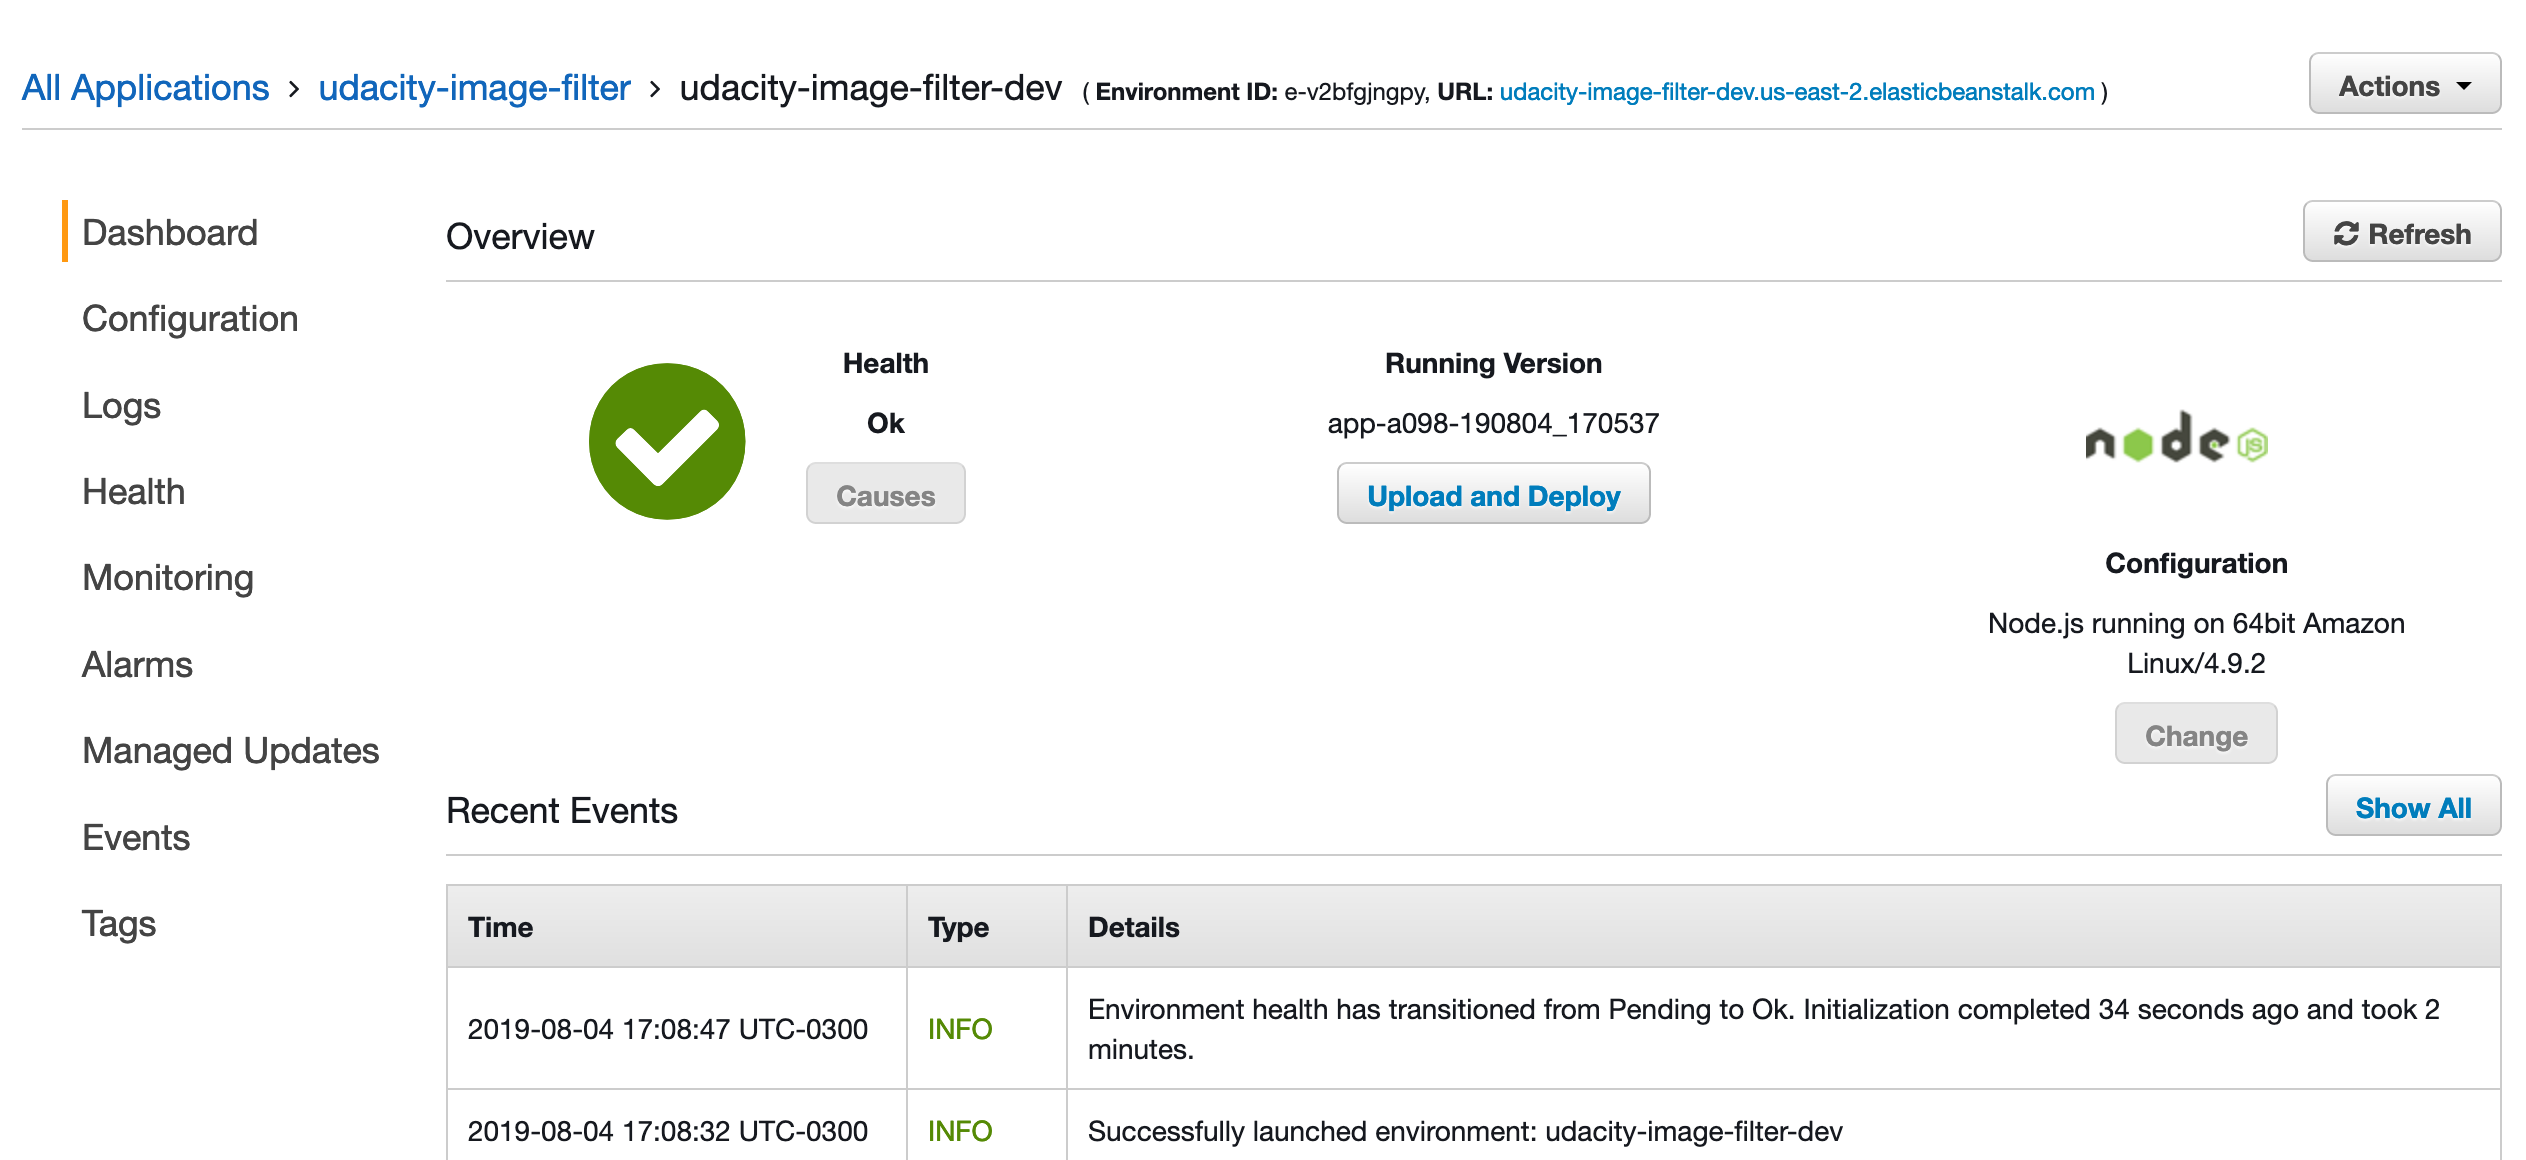 All Applications › udacity-image-filter › udacity-image-filter-dev ( Environment ID: e-v2bfgjngpy, URL: udacity-image-filter-dev.us-east-2.elasticbeanstalk.com )
Actions
Dashboard
Configuration
Logs
Health
Monitoring
Alarms
Managed Updates
Events
Tags
Overview
Refresh
Health
Ok
Causes
Running Version
app-a098-190804_170537
Upload and Deploy
node JS
Configuration
Node.js running on 64bit Amazon
Linux/4.9.2
Change
Recent Events
Show All
Time Type Details
2019-08-04 17:08:47 UTC-0300 INFO Environment health has transitioned from Pending to Ok. Initialization completed 34 seconds ago and took 2
minutes.
2019-08-04 17:08:32 UTC-0300 INFO Successfully launched environment: udacity-image-filter-dev